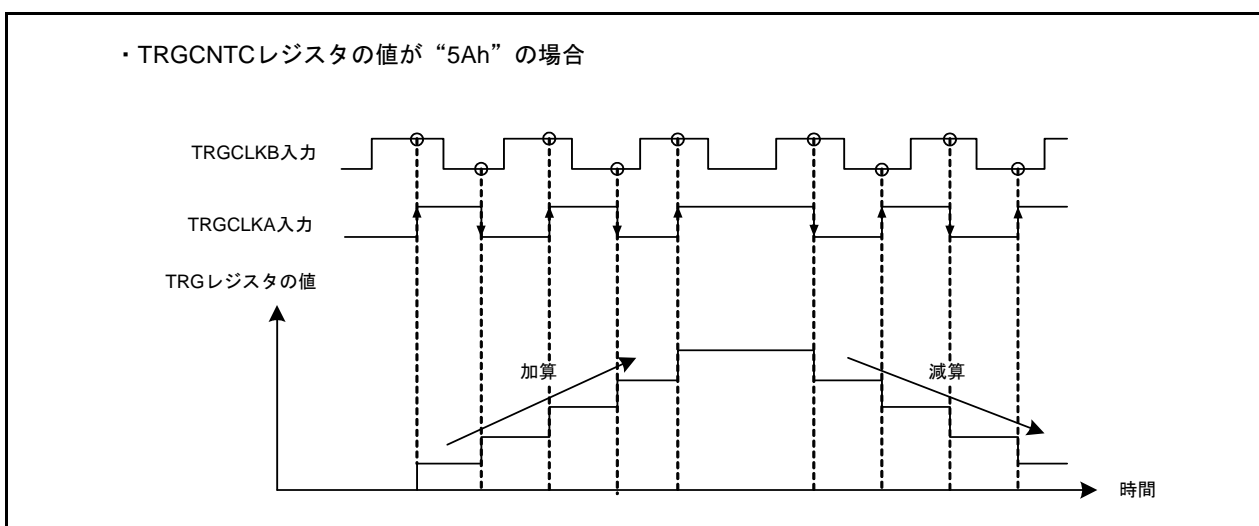 ・TRGCNTCレジスタの値が“5Ah”の場合
TRGCLKB入力
TRGCLKA入力
TRGレジスタの値
加算
減算
時間